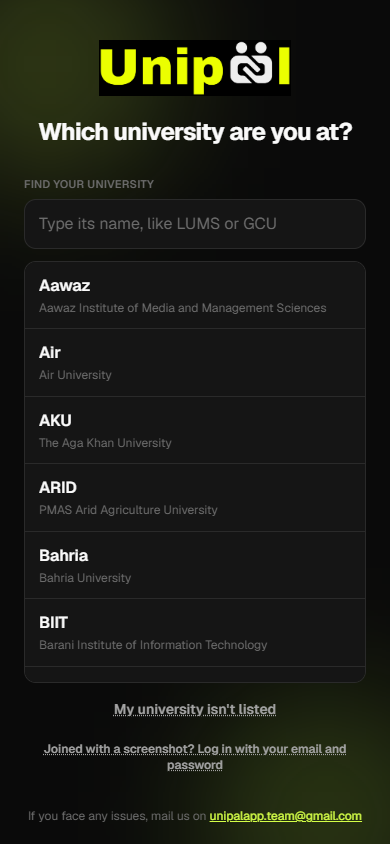 Unipal
Which university are you at?
FIND YOUR UNIVERSITY
Type its name, like LUMS or GCU
Aawaz
Aawaz Institute of Media and Management Sciences
Air
Air University
AKU
The Aga Khan University
ARID
PMAS Arid Agriculture University
Bahria
Bahria University
BIIT
Barani Institute of Information Technology
My university isn't listed
Joined with a screenshot? Log in with your email and
password
If you face any issues, mail us on unipalapp.team@gmail.com